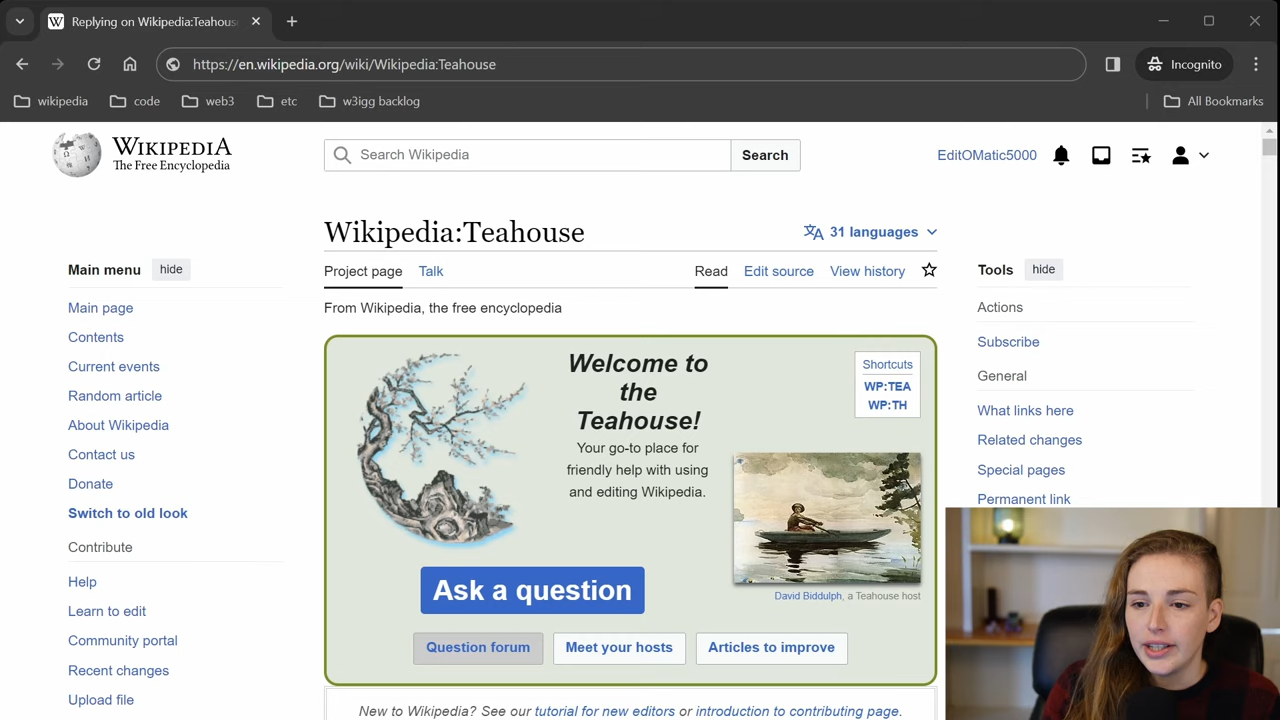 Replying on Wikipedia:Teahous
https://en.wikipedia.org/wiki/Wikipedia:Teahouse
Incognito
wikipedia
code
web3
etc
w3igg backlog
All Bookmarks
WIKIPEDIA
The Free Encyclopedia
Search Wikipedia
Search
EditOMatic5000
Wikipedia:Teahouse
31 languages
Main menu
hide
Project page
Talk
Read
Edit source
View history
Tools
hide
Main page
Contents
Current events
Random article
About Wikipedia
Contact us
Donate
Switch to old look
Contribute
Help
Learn to edit
Community portal
Recent changes
Upload file
From Wikipedia, the free encyclopedia
Welcome to
the
Teahouse!
Your go-to place for
friendly help with using
and editing Wikipedia.
Shortcuts
WP:TEA
WP:TH
David Biddulph, a Teahouse host
Ask a question
Question forum
Meet your hosts
Articles to improve
New to Wikipedia? See our tutorial for new editors or introduction to contributing page.
Actions
Subscribe
General
What links here
Related changes
Special pages
Permanent link